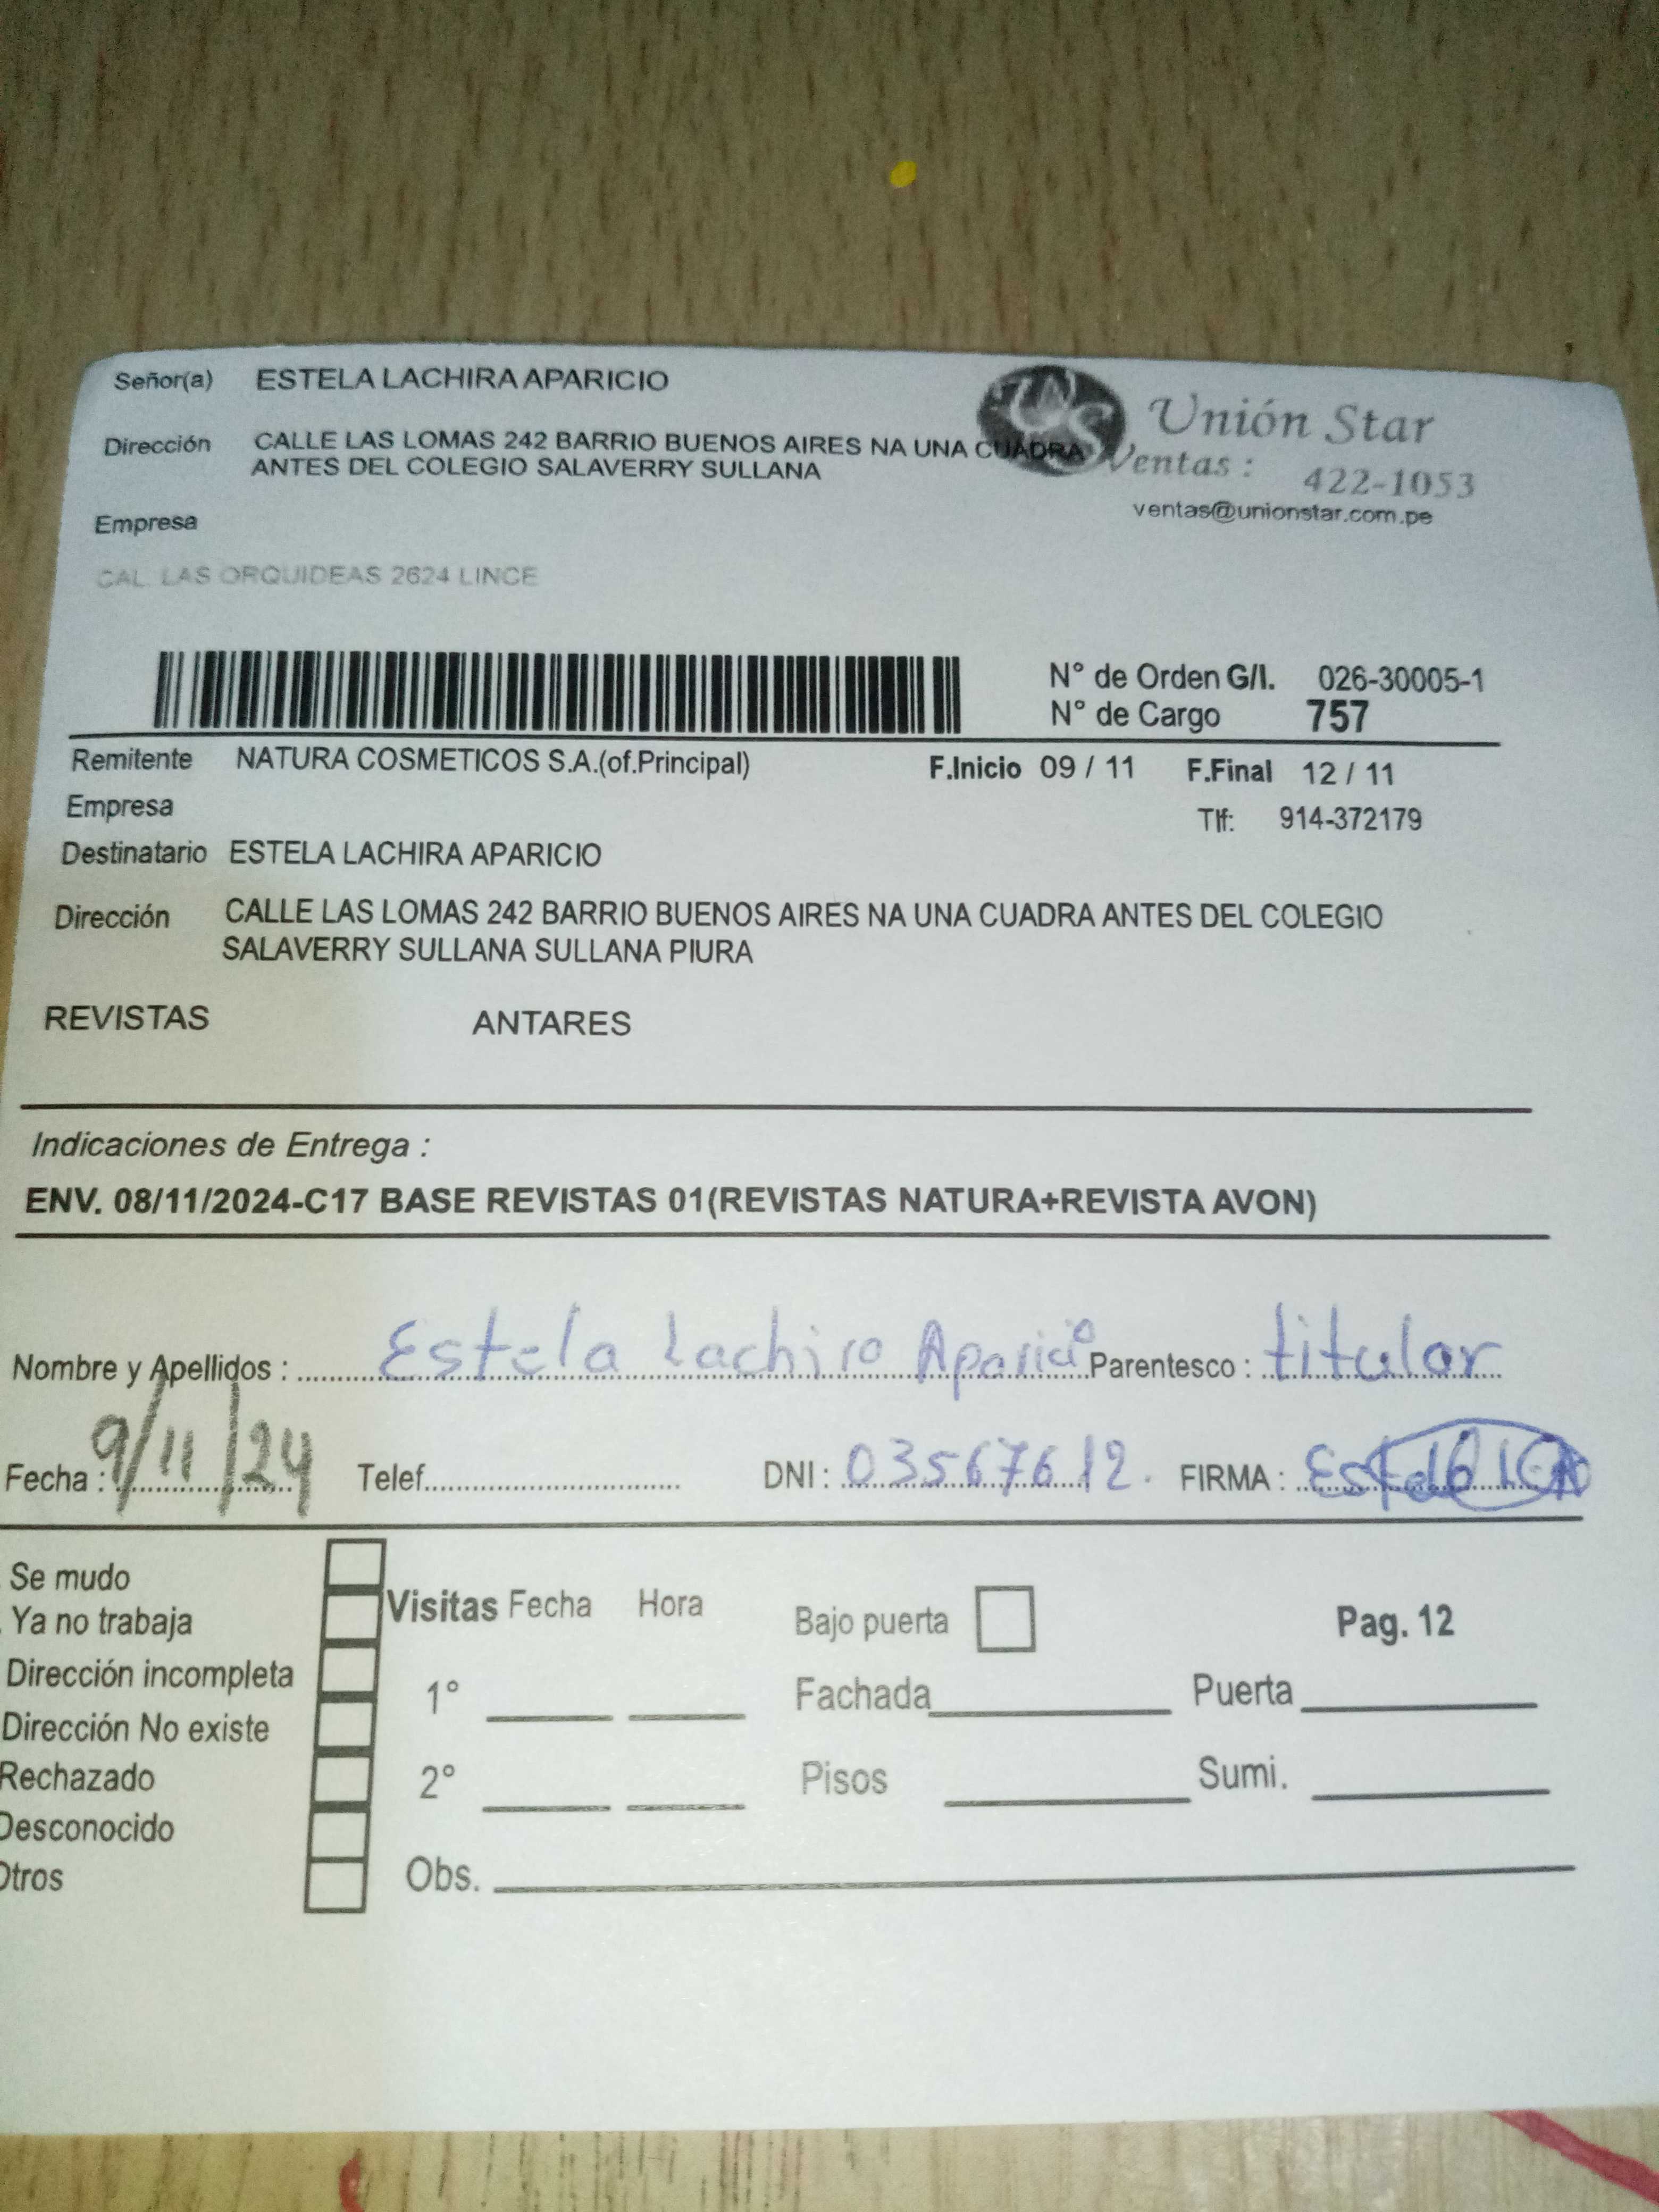 Señor(a) ESTELA LACHIRA APARICIO
Dirección CALLE LAS LOMAS 242 BARRIO BUENOS AIRES NA UNA CUADRA
ANTES DEL COLEGIO SALAVERRY SULLANA
Unión Star
Ventas : 422-1053
ventas@unionstar.com.pe
Empresa
CAL. LAS ORQUIDEAS 2624 LINCE
N° de Orden G/I. 026-30005-1
N° de Cargo 757
Remitente NATURA COSMETICOS S.A.(of.Principal) F.Inicio 09 / 11 F.Final 12 / 11
Empresa Tlf: 914-372179
Destinatario ESTELA LACHIRA APARICIO
Dirección CALLE LAS LOMAS 242 BARRIO BUENOS AIRES NA UNA CUADRA ANTES DEL COLEGIO
SALAVERRY SULLANA SULLANA PIURA
REVISTAS ANTARES
Indicaciones de Entrega :
ENV. 08/11/2024-C17 BASE REVISTAS 01(REVISTAS NATURA+REVISTA AVON)
Nombre y Apellidos : Estela Lachira Aparicio Parentesco : titular
Fecha : 9/11/24 Telef. DNI : 03567612. FIRMA :
Se mudo
Ya no trabaja
Dirección incompleta
Dirección No existe
Rechazado
Desconocido
Otros
Visitas Fecha Hora
1°
2°
Obs.
Bajo puerta Pag. 12
Fachada Puerta
Pisos Sumi.